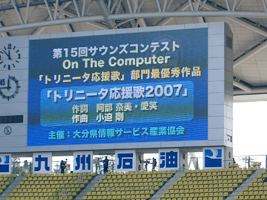 第15回サウンズコンテスト
On The Computer
「トリニータ応援歌」部門最優秀作品
「トリニータ応援歌2007」
作詞　阿部 奈美・愛笑
作曲　小迫 剛
主催：大分県情報サービス産業協会
九州石油